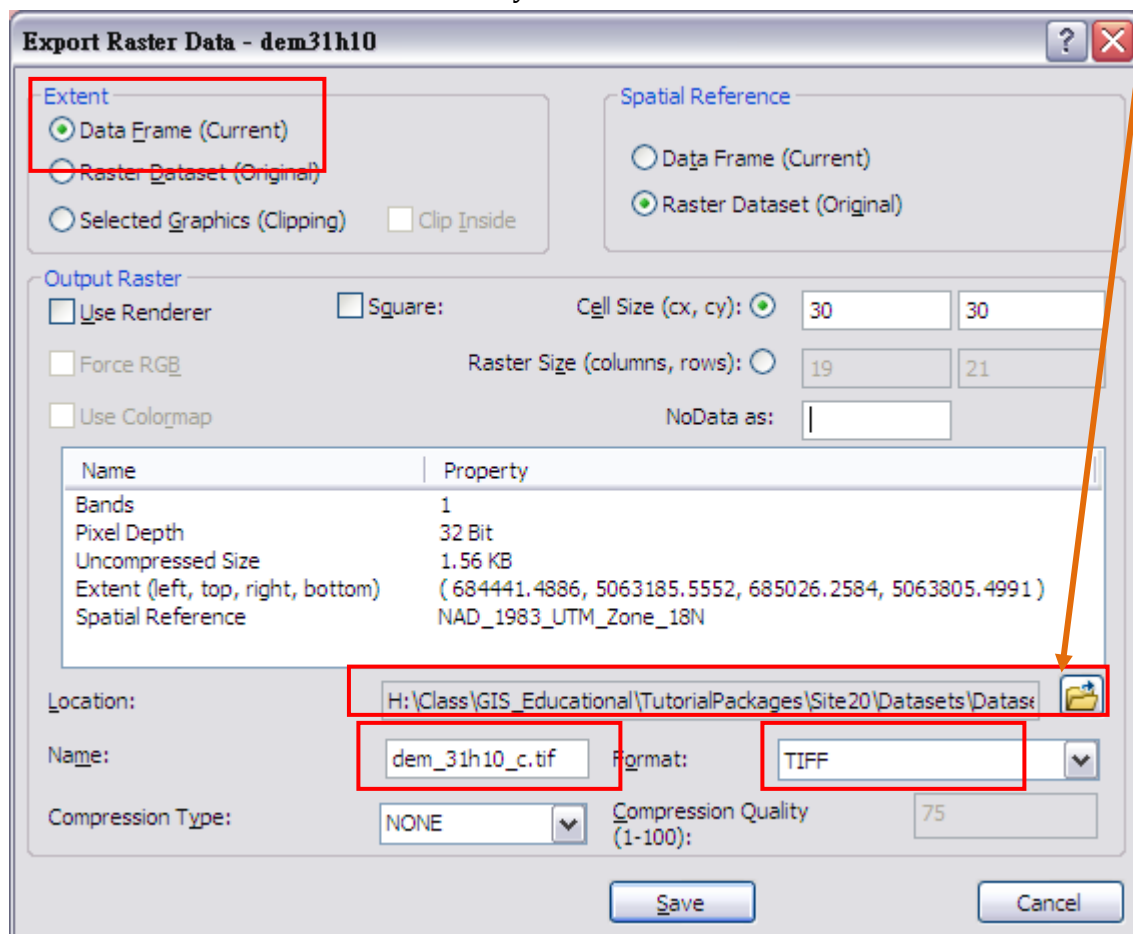 Export Raster Data - dem31h10
Extent
Data Frame (Current)
Raster Dataset (Original)
Selected Graphics (Clipping)
Clip Inside
Spatial Reference
Data Frame (Current)
Raster Dataset (Original)
Output Raster
Use Renderer
Square:
Cell Size (cx, cy):
30
30
Force RGB
Raster Size (columns, rows):
19
21
Use Colormap
NoData as:
Name Property
Bands 1
Pixel Depth 32 Bit
Uncompressed Size 1.56 KB
Extent (left, top, right, bottom) ( 684441.4886, 5063185.5552, 685026.2584, 5063805.4991 )
Spatial Reference NAD_1983_UTM_Zone_18N
Location: H:\Class\GIS_Educational\TutorialPackages\Site20\Datasets\Datase
Name: dem_31h10_c.tif Format: TIFF
Compression Type: NONE
Compression Quality
(1-100):
75
Save Cancel